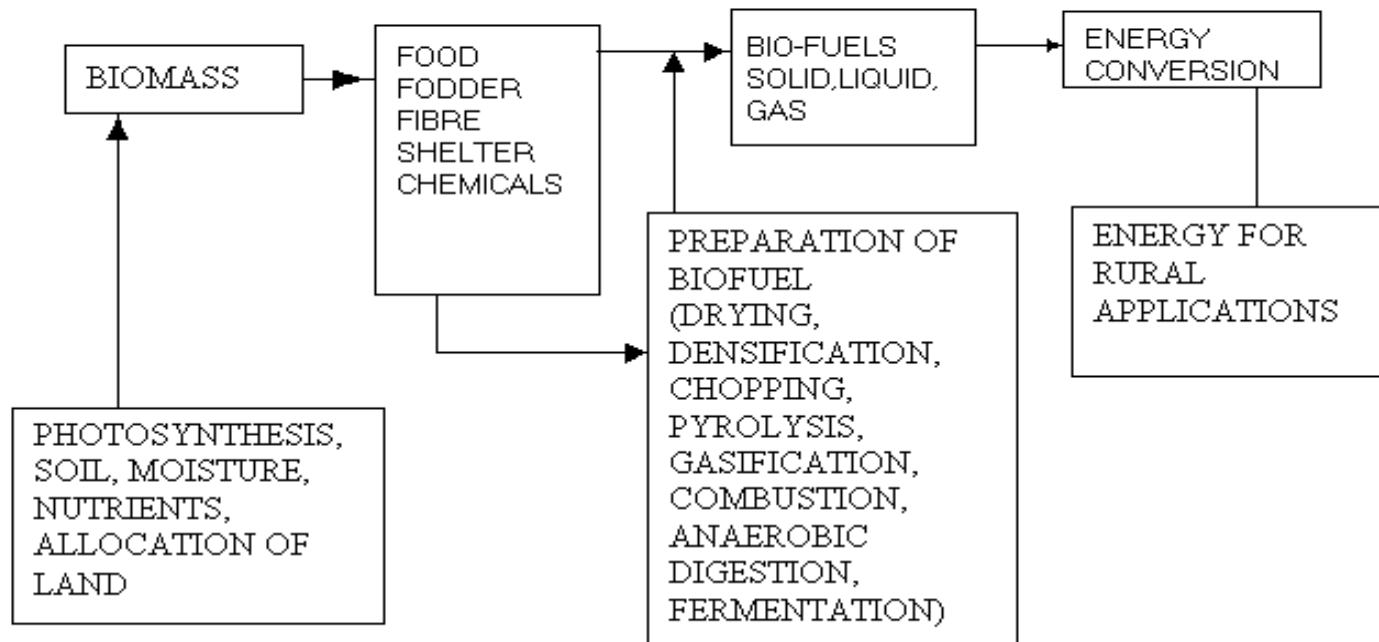 BIOMASS
FOOD
FODDER
FIBRE
SHELTER
CHEMICALS
BIO-FUELS
SOLID,LIQUID,
GAS
ENERGY
CONVERSION
PHOTOSYNTHESIS,
SOIL, MOISTURE,
NUTRIENTS,
ALLOCATION OF
LAND
PREPARATION OF
BIOFUEL
(DRYING,
DENSIFICATION,
CHOPPING,
PYROLYSIS,
GASIFICATION,
COMBUSTION,
ANAEROBIC
DIGESTION,
FERMENTATION)
ENERGY FOR
RURAL
APPLICATIONS